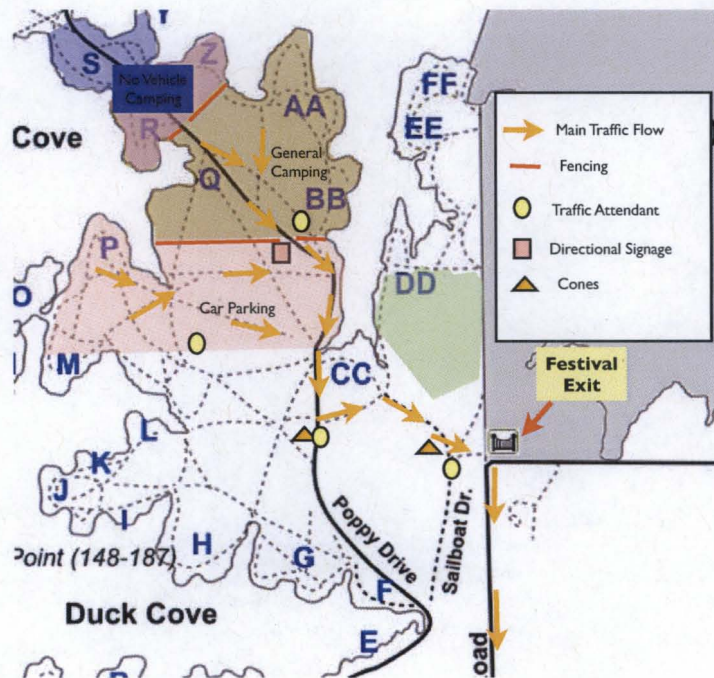 S
Z
No Vehicle
Camping
AA
R
FF
EE
Cove
General
Camping
Q
BB
P
DD
O
Car Parking
M
CC
L
K
J
I
H
G
F
E
Point (148-187)
Duck Cove
Poppy Drive
Sailboat Dr.
oad
Main Traffic Flow
Fencing
Traffic Attendant
Directional Signage
Cones
Festival
Exit